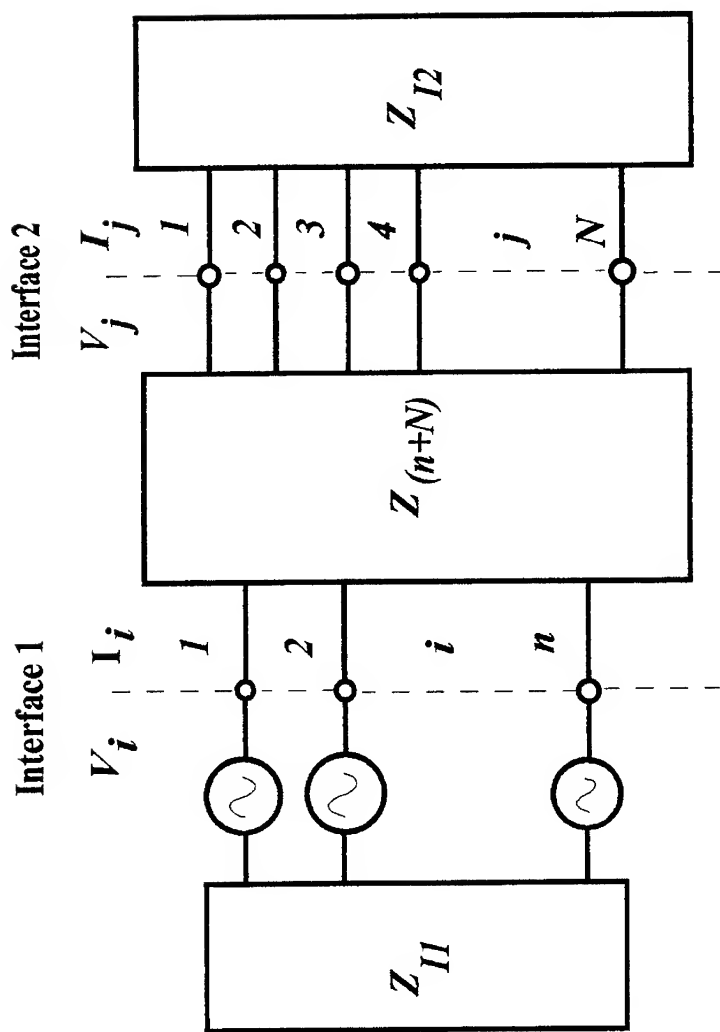 Interface 1
Interface 2
V_i
I_i
V_j
I_j
1
2
i
n
1
2
3
4
j
N
Z_I1
Z_(n+N)
Z_I2